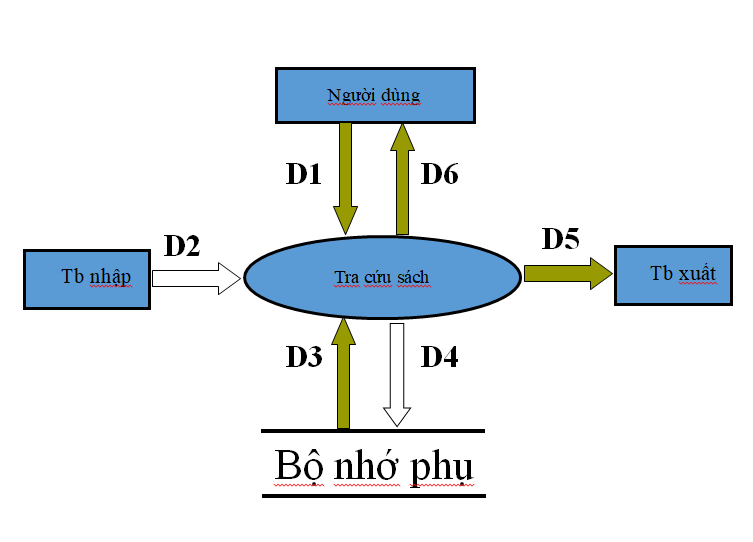 Người dùng
D1
D6
D2
D5
Tb nhập
Tra cứu sách
Tb xuất
D3
D4
Bộ nhớ phụ